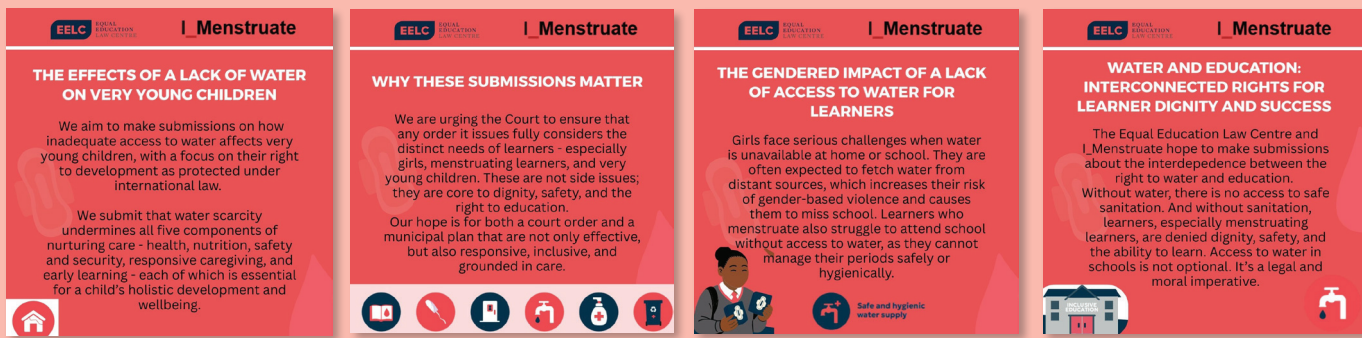 EELC
EQUAL
EDUCATION
LAW CENTRE
I_Menstruate
THE EFFECTS OF A LACK OF WATER
ON VERY YOUNG CHILDREN
We aim to make submissions on how
inadequate access to water affects very
young children, with a focus on their right
to development as protected under
international law.
We submit that water scarcity
undermines all five components of
nurturing care - health, nutrition, safety
and security, responsive caregiving, and
early learning - each of which is essential
for a child's holistic development and
wellbeing.
EELC
EQUAL
EDUCATION
LAW CENTRE
I_Menstruate
WHY THESE SUBMISSIONS MATTER
We are urging the Court to ensure that
any order it issues fully considers the
distinct needs of learners - especially
girls, menstruating learners, and very
young children. These are not side issues;
they are core to dignity, safety, and the
right to education.
Our hope is for both a court order and a
municipal plan that are not only effective,
but also responsive, inclusive, and
grounded in care.
EELC
EQUAL
EDUCATION
LAW CENTRE
I_Menstruate
THE GENDERED IMPACT OF A LACK
OF ACCESS TO WATER FOR
LEARNERS
Girls face serious challenges when water
is unavailable at home or school. They are
often expected to fetch water from
distant sources, which increases their risk
of gender-based violence and causes
them to miss school. Learners who
menstruate also struggle to attend school
without access to water, as they cannot
manage their periods safely or
hygienically.
Safe and hygienic
water supply
EELC
EQUAL
EDUCATION
LAW CENTRE
I_Menstruate
WATER AND EDUCATION:
INTERCONNECTED RIGHTS FOR
LEARNER DIGNITY AND SUCCESS
The Equal Education Law Centre and
I_Menstruate hope to make submissions
about the interdepedence between the
right to water and education.
Without water, there is no access to safe
sanitation. And without sanitation,
learners, especially menstruating
learners, are denied dignity, safety, and
the ability to learn. Access to water in
schools is not optional. It's a legal and
moral imperative.
INCLUSIVE
EDUCATION